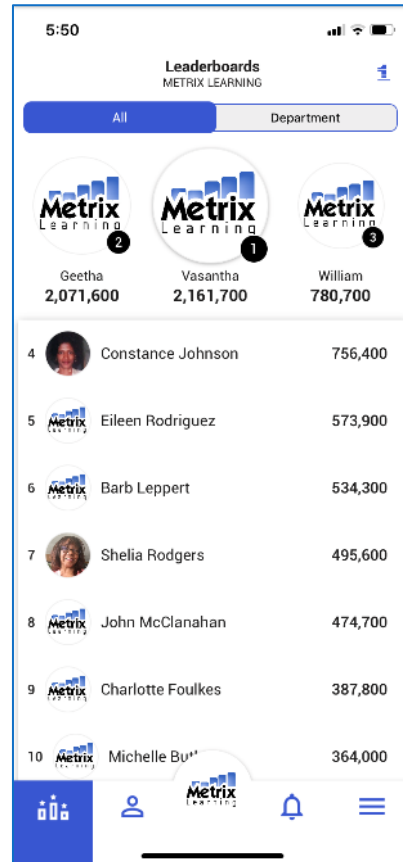 5:50
Leaderboards
METRIX LEARNING
All
Department
Metrix
Learning
2
Metrix
Learning
1
Metrix
Learning
3
Geetha
2,071,600
Vasantha
2,161,700
William
780,700
4 Constance Johnson 756,400
5 Metrix Learning Eileen Rodriguez 573,900
6 Metrix Learning Barb Leppert 534,300
7 Shelia Rodgers 495,600
8 Metrix Learning John McClanahan 474,700
9 Metrix Learning Charlotte Foulkes 387,800
10 Metrix Learning Michelle 364,000
Metrix
Learning